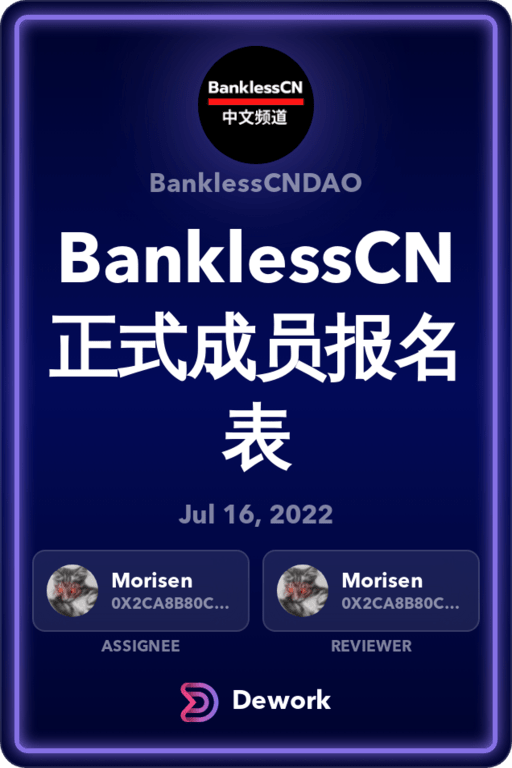 BanklessCN
中文频道
BanklessCNDAO
BanklessCN
正式成员报名
表
Jul 16, 2022
Morisen
0X2CA8B80C...
Morisen
0X2CA8B80C...
ASSIGNEE
REVIEWER
Dework